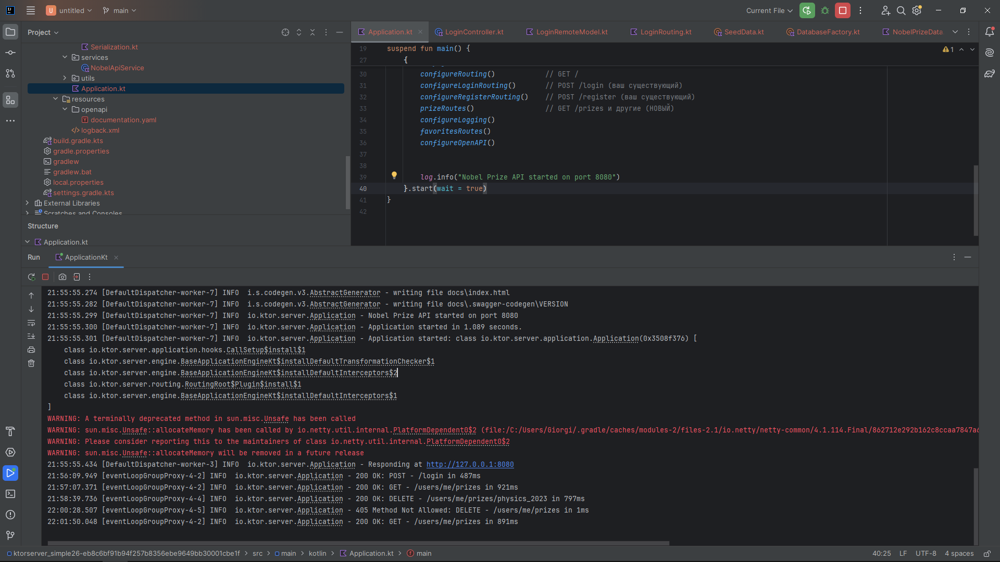 U untitled main Current File
Project
Serialization.kt
services
NobelApiService
utils
Application.kt
resources
openapi
documentation.yaml
logback.xml
build.gradle.kts
gradle.properties
gradlew
gradlew.bat
local.properties
settings.gradle.kts
External Libraries
Scratches and Consoles
Structure
Application.kt
Application.kt LoginController.kt LoginRemoteModel.kt LoginRouting.kt SeedData.kt DatabaseFactory.kt NobelPrizeData
19 suspend fun main() {
27 {
1
30 configureRouting() // GET /
31 configureLoginRouting() // POST /login (ваш существующий)
32 configureRegisterRouting() // POST /register (ваш существующий)
33 prizeRoutes() // GET /prizes и другие (НОВЫЙ)
34 configureLogging()
35 favoritesRoutes()
36 configureOpenAPI()
37
38
39 log.info("Nobel Prize API started on port 8080")
40 }.start(wait = true)
41 }
42
Run ApplicationKt
21:55:55.274 [DefaultDispatcher-worker-7] INFO  i.s.codegen.v3.AbstractGenerator - writing file docs\index.html
21:55:55.282 [DefaultDispatcher-worker-7] INFO  i.s.codegen.v3.AbstractGenerator - writing file docs\.swagger-codegen\VERSION
21:55:55.299 [DefaultDispatcher-worker-7] INFO  io.ktor.server.Application - Nobel Prize API started on port 8080
21:55:55.300 [DefaultDispatcher-worker-7] INFO  io.ktor.server.Application - Application started in 1.089 seconds.
21:55:55.301 [DefaultDispatcher-worker-7] INFO  io.ktor.server.Application - Application started: class io.ktor.server.application.Application(0x3508f376) [
class io.ktor.server.application.hooks.CallSetup$install$1
class io.ktor.server.engine.BaseApplicationEngineKt$installDefaultTransformationChecker$1
class io.ktor.server.engine.BaseApplicationEngineKt$installDefaultInterceptors$2
class io.ktor.server.routing.RoutingRoot$Plugin$install$1
class io.ktor.server.engine.BaseApplicationEngineKt$installDefaultInterceptors$1
]
WARNING: A terminally deprecated method in sun.misc.Unsafe has been called
WARNING: sun.misc.Unsafe::allocateMemory has been called by io.netty.util.internal.PlatformDependent0$2 (file:/C:/Users/Giorgi/.gradle/caches/modules-2/files-2.1/io.netty/netty-common/4.1.114.Final/862712e292b162c8ccaa7847a6
WARNING: Please consider reporting this to the maintainers of class io.netty.util.internal.PlatformDependent0$2
WARNING: sun.misc.Unsafe::allocateMemory will be removed in a future release
21:55:55.434 [DefaultDispatcher-worker-3] INFO  io.ktor.server.Application - Responding at http://127.0.0.1:8080
21:56:09.949 [eventLoopGroupProxy-4-2] INFO  io.ktor.server.Application - 200 OK: POST - /login in 487ms
21:57:07.371 [eventLoopGroupProxy-4-2] INFO  io.ktor.server.Application - 200 OK: GET - /users/me/prizes in 921ms
21:58:39.736 [eventLoopGroupProxy-4-4] INFO  io.ktor.server.Application - 200 OK: DELETE - /users/me/prizes/physics_2023 in 797ms
22:00:28.507 [eventLoopGroupProxy-4-5] INFO  io.ktor.server.Application - 405 Method Not Allowed: DELETE - /users/me/prizes in 1ms
22:01:50.048 [eventLoopGroupProxy-4-2] INFO  io.ktor.server.Application - 200 OK: GET - /users/me/prizes in 891ms
ktorserver_simple26-eb8c6bf91b94f257b8356ebe9649bb30001cbe1f > src > main > kotlin > Application.kt > main 40:25 LF UTF-8 4 spaces